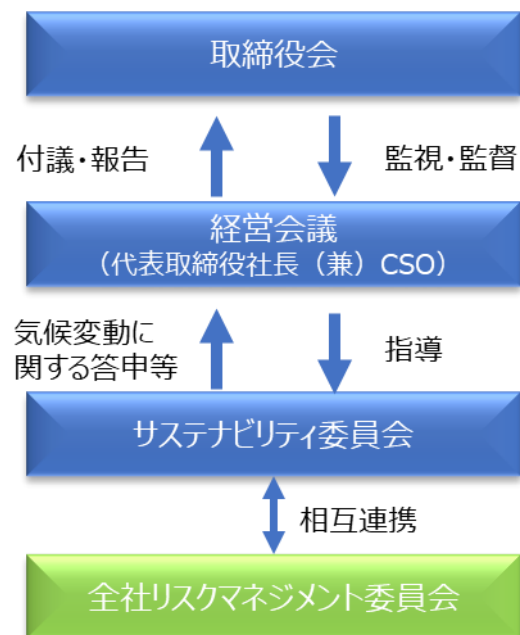 取締役会
付議・報告
監視・監督
経営会議
（代表取締役社長（兼）CSO）
気候変動に
関する答申等
指導
サステナビリティ委員会
相互連携
全社リスクマネジメント委員会